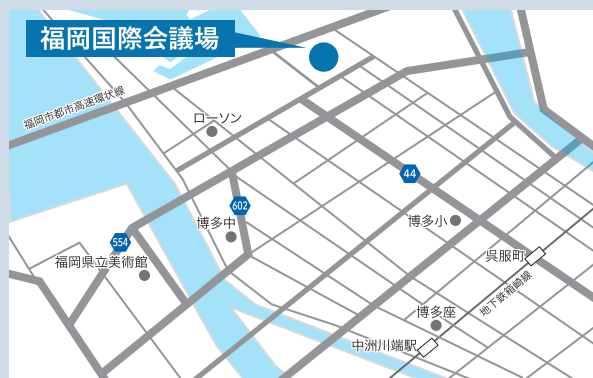 福岡国際会議場
福岡市都市高速環状線
ローソン
44
602
博多中
博多小
554
福岡県立美術館
呉服町
地下鉄箱崎線
博多座
中洲川端駅